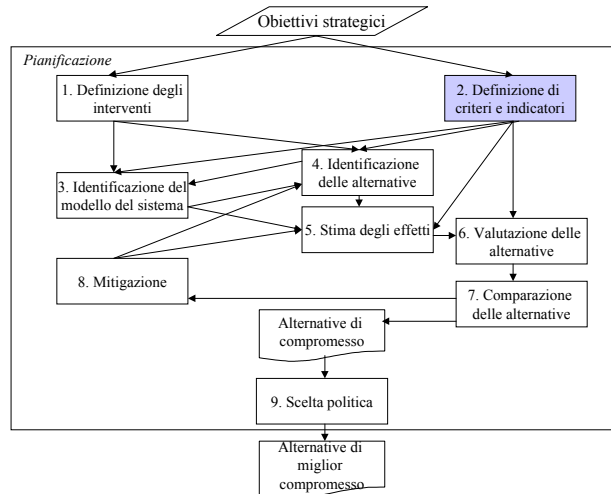 Obiettivi strategici
Pianificazione
1. Definizione degli
interventi
2. Definizione di
criteri e indicatori
4. Identificazione
delle alternative
3. Identificazione del
modello del sistema
5. Stima degli effetti
6. Valutazione delle
alternative
8. Mitigazione
7. Comparazione
delle alternative
Alternative di
compromesso
9. Scelta politica
Alternative di
miglior
compromesso